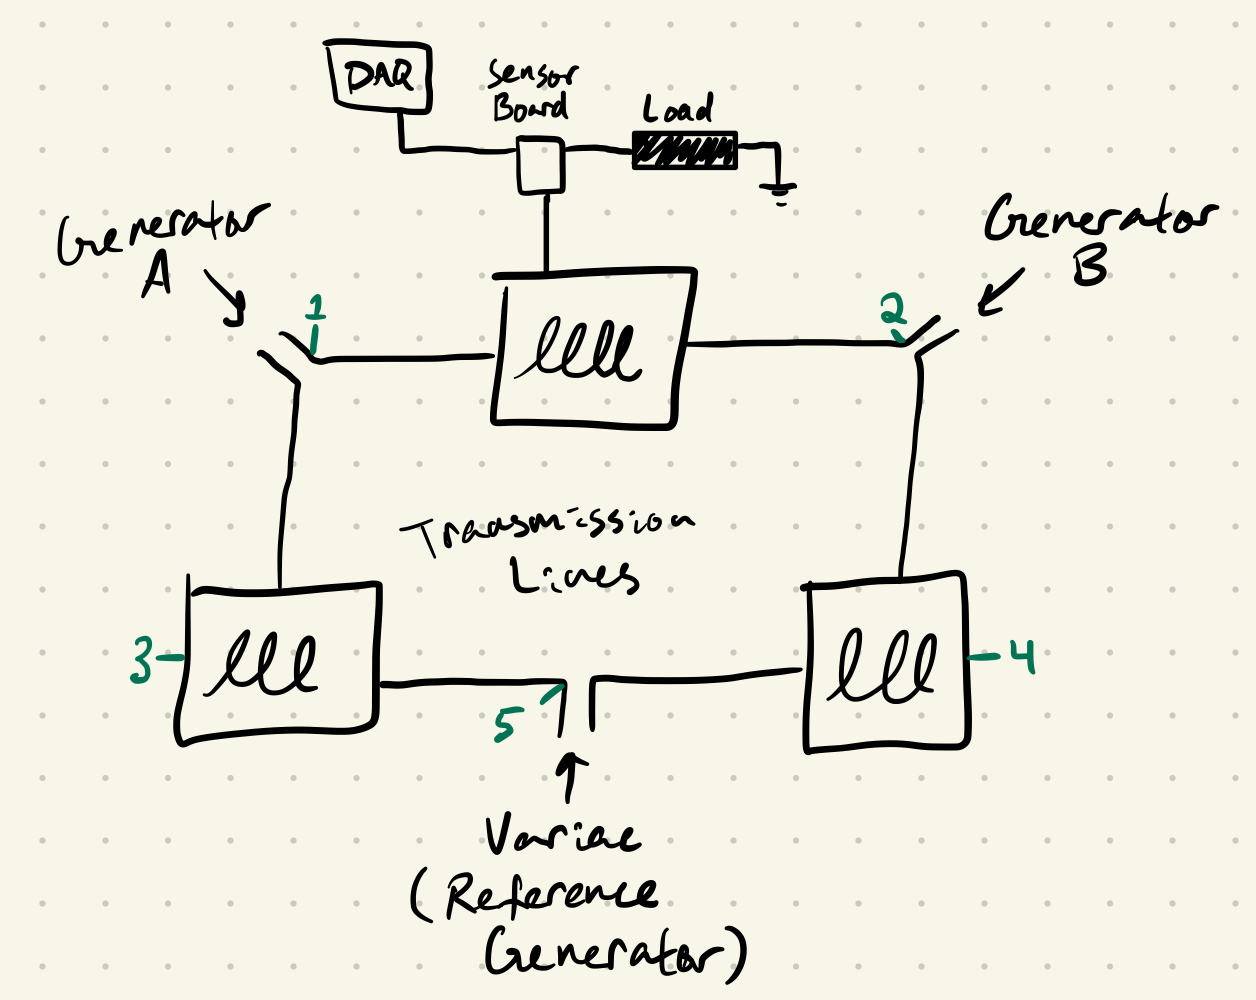 DAQ
Sensor
Board
Load
Generator
A
Generator
B
1
2
Transmission
Lines
3
4
5
Variac
(Reference
Generator)